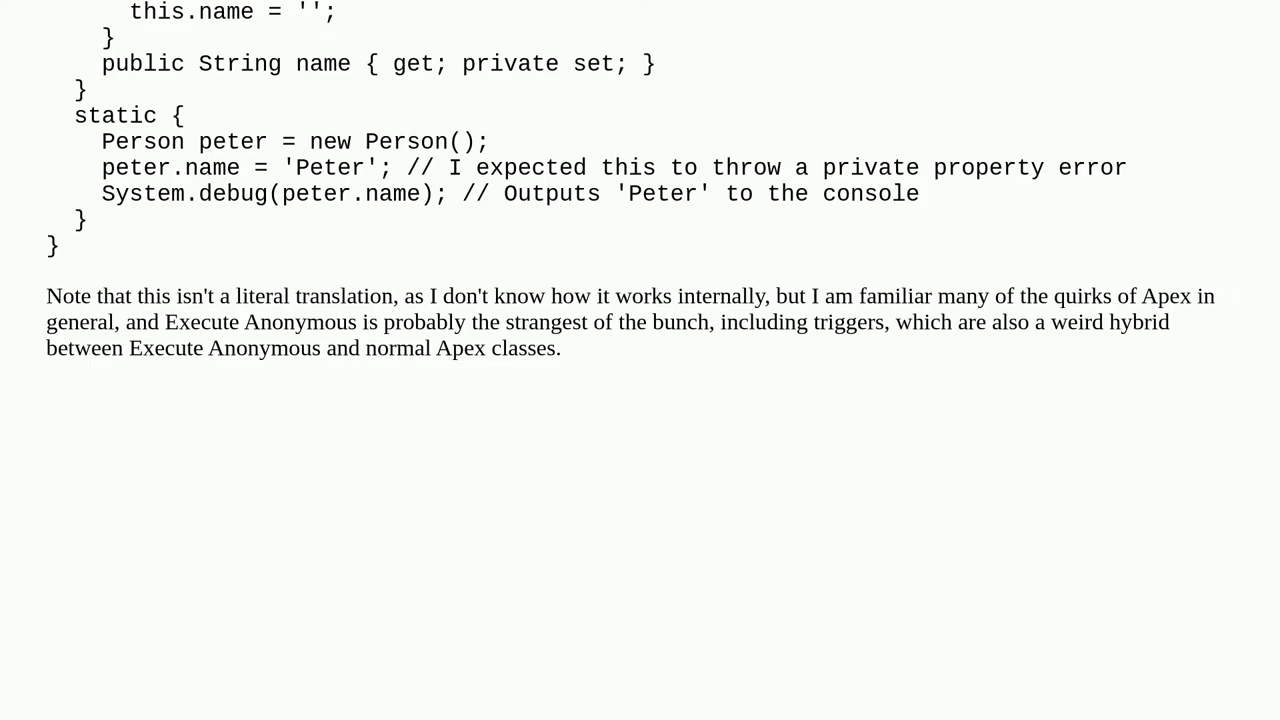 this.name = '';
}
public String name { get; private set; }
}
static {
Person peter = new Person();
peter.name = 'Peter'; // I expected this to throw a private property error
System.debug(peter.name); // Outputs 'Peter' to the console
}
}
Note that this isn't a literal translation, as I don't know how it works internally, but I am familiar many of the quirks of Apex in
general, and Execute Anonymous is probably the strangest of the bunch, including triggers, which are also a weird hybrid
between Execute Anonymous and normal Apex classes.